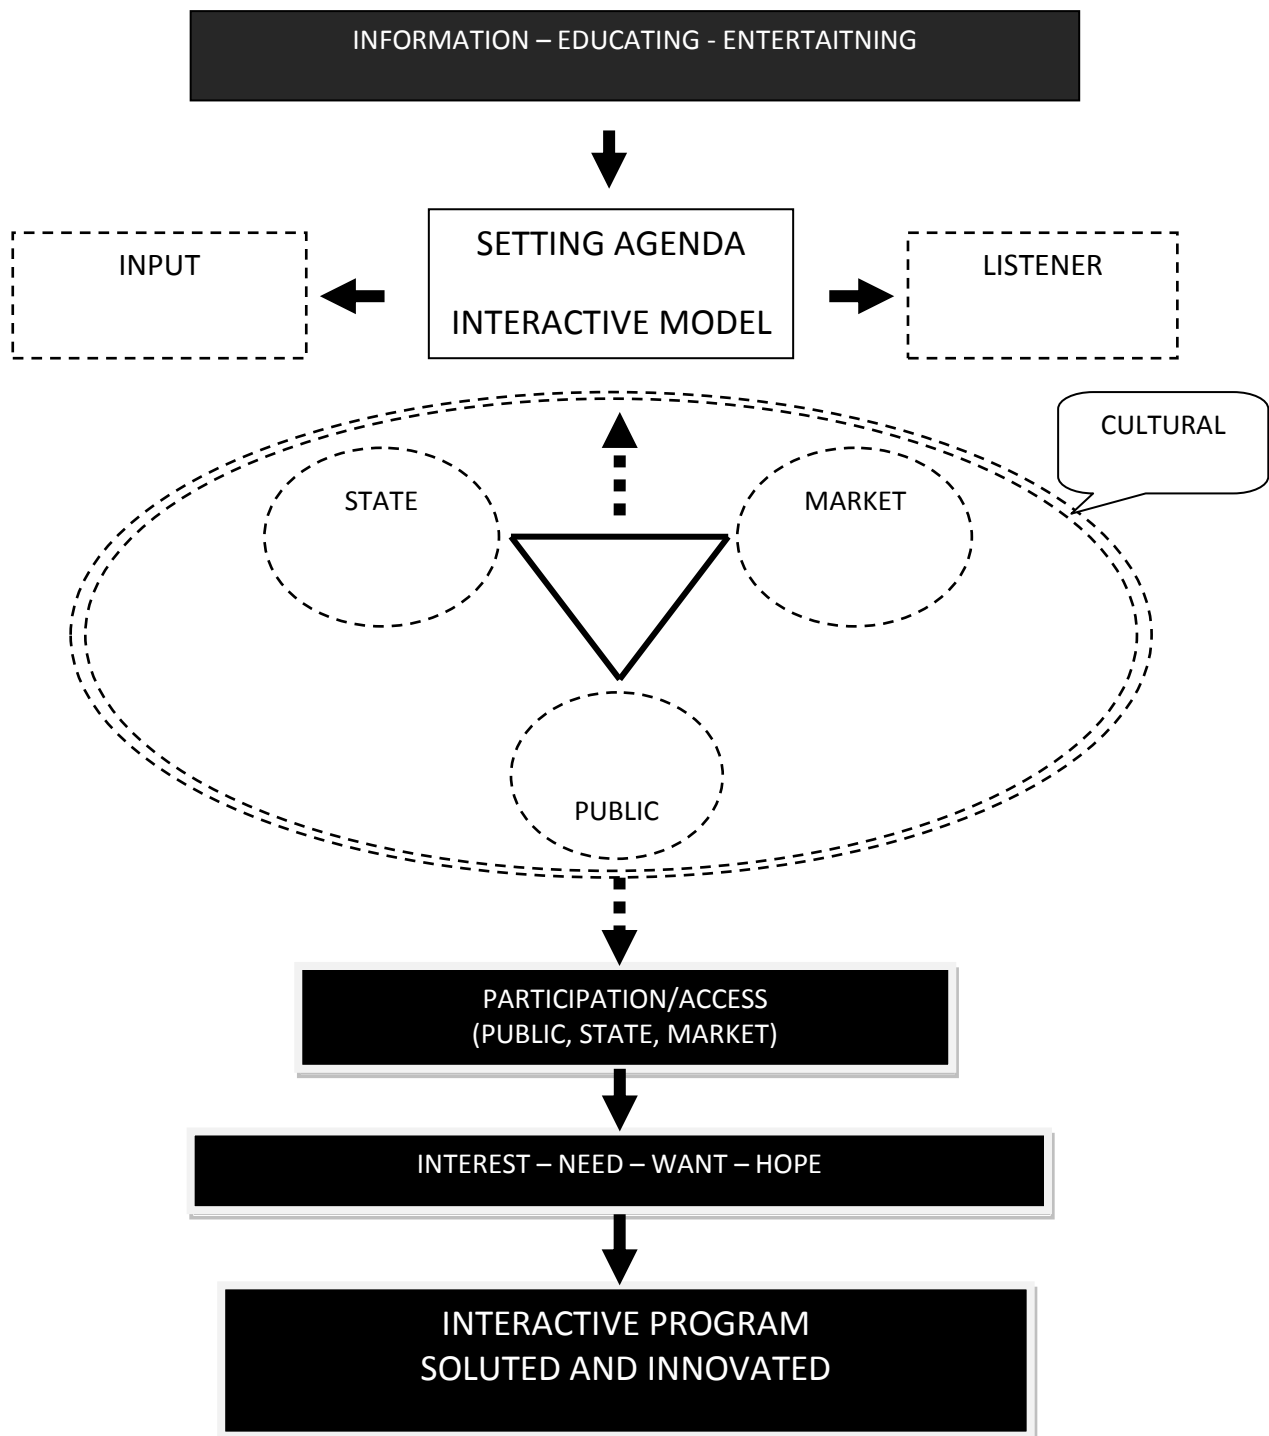 INFORMATION – EDUCATING - ENTERTAITNING
SETTING AGENDA
INTERACTIVE MODEL
INPUT
LISTENER
CULTURAL
STATE
MARKET
PUBLIC
PARTICIPATION/ACCESS
(PUBLIC, STATE, MARKET)
INTEREST – NEED – WANT – HOPE
INTERACTIVE PROGRAM
SOLUTED AND INNOVATED